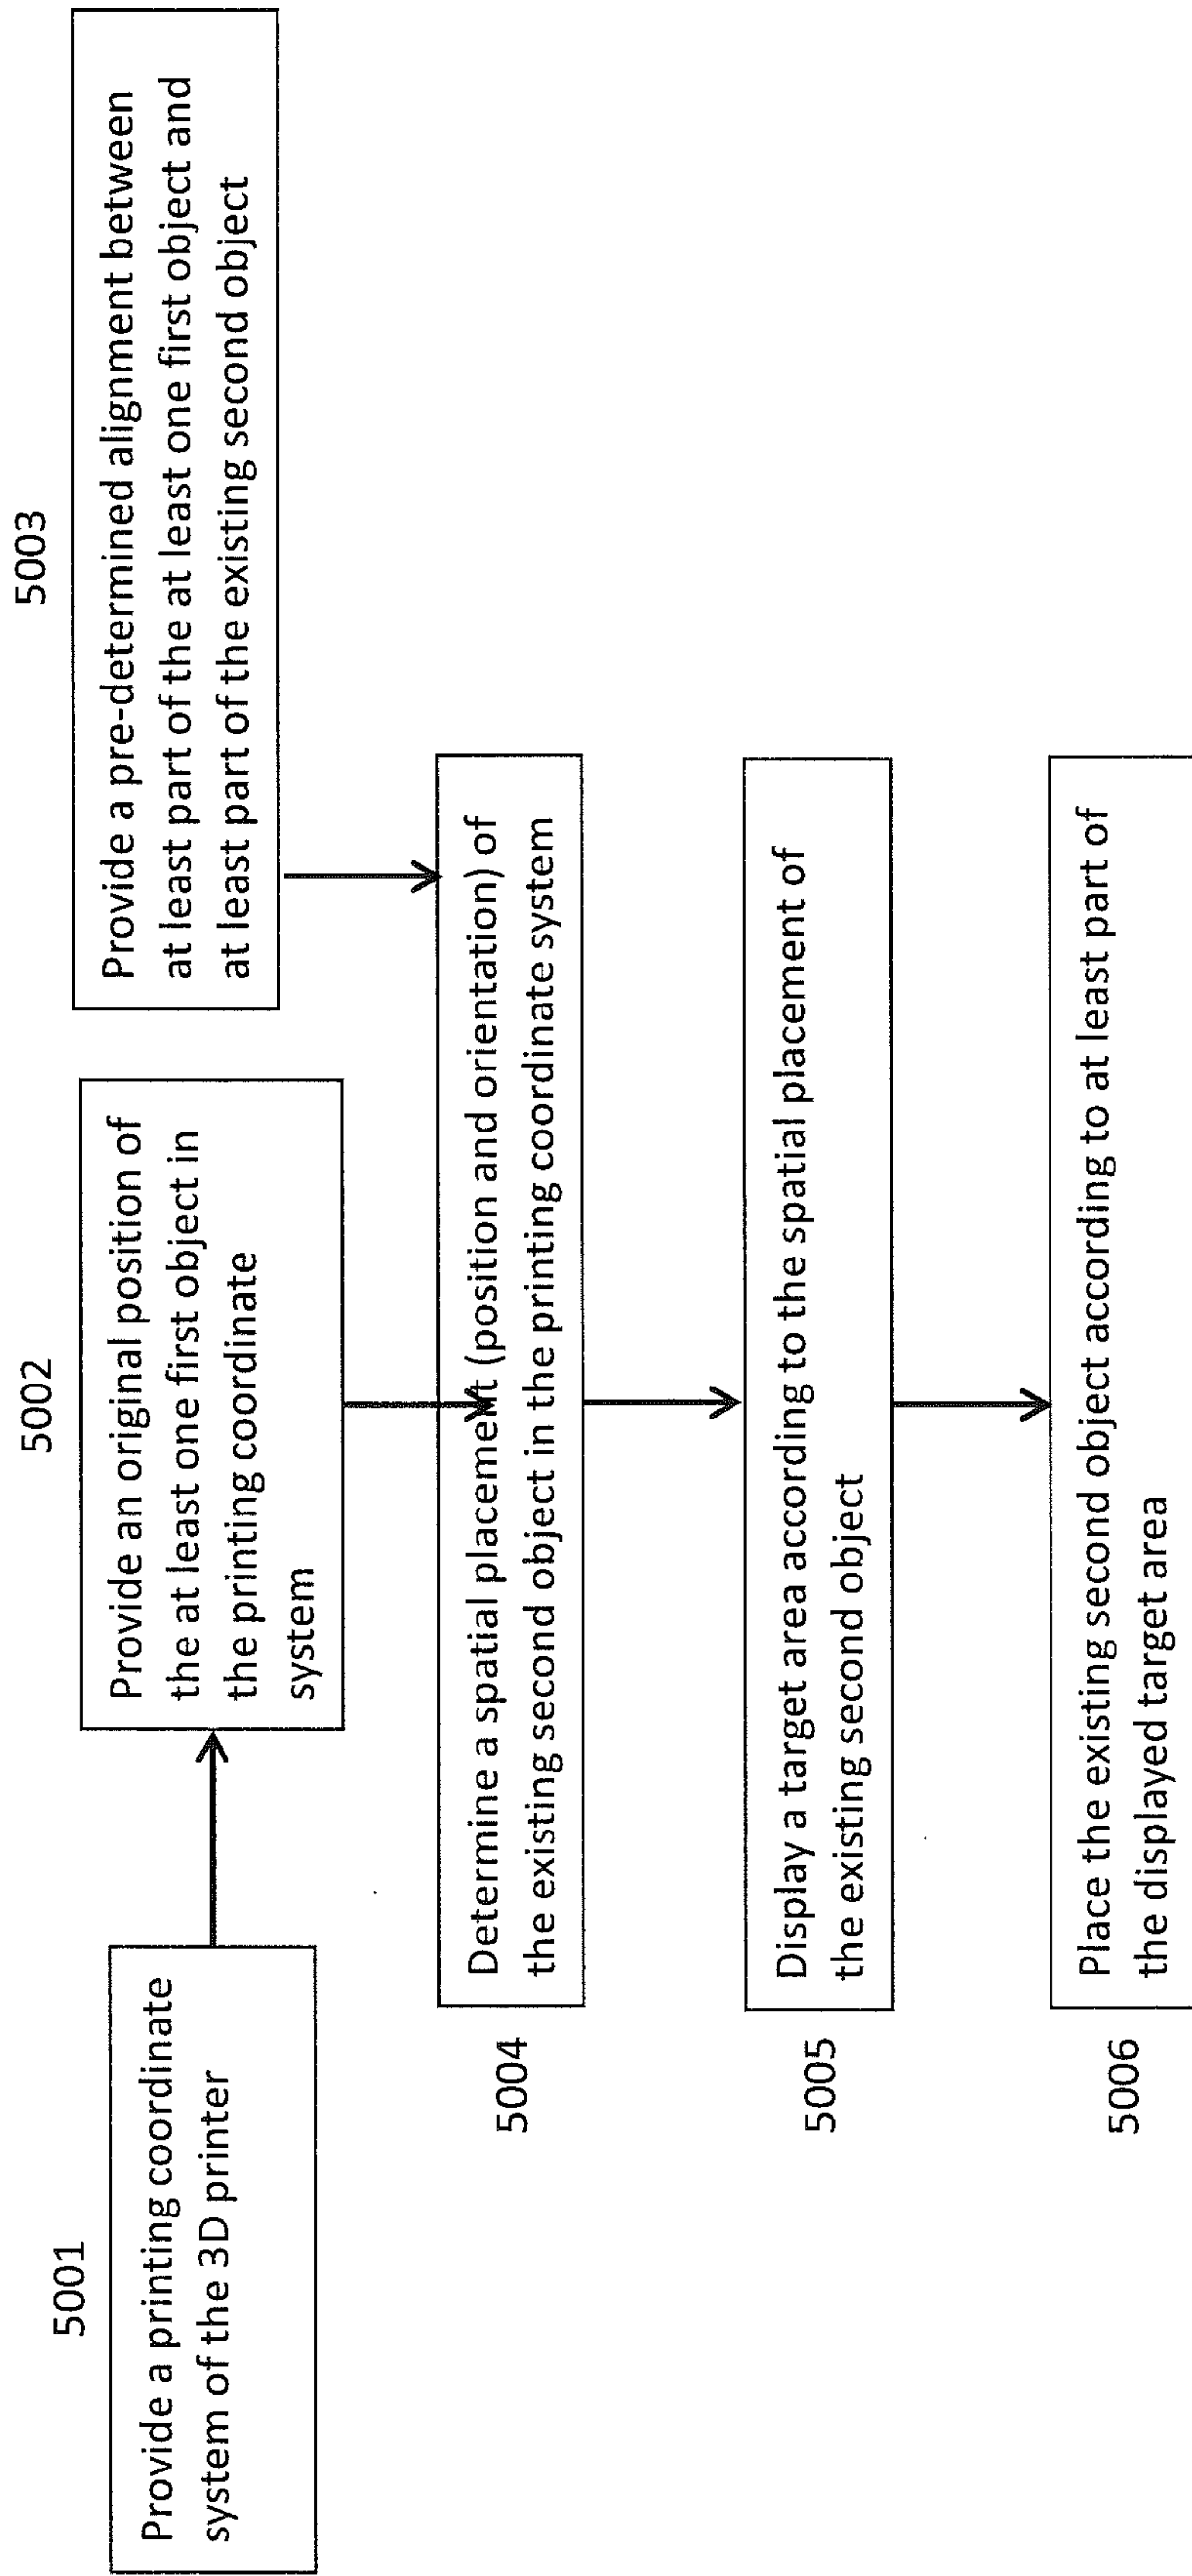 5001
Provide a printing coordinate
system of the 3D printer
5002
Provide an original position of
the at least one first object in
the printing coordinate
system
5003
Provide a pre-determined alignment between
at least part of the at least one first object and
at least part of the existing second object
5004
Determine a spatial placement (position and orientation) of
the existing second object in the printing coordinate system
5005
Display a target area according to the spatial placement of
the existing second object
5006
Place the existing second object according to at least part of
the displayed target area